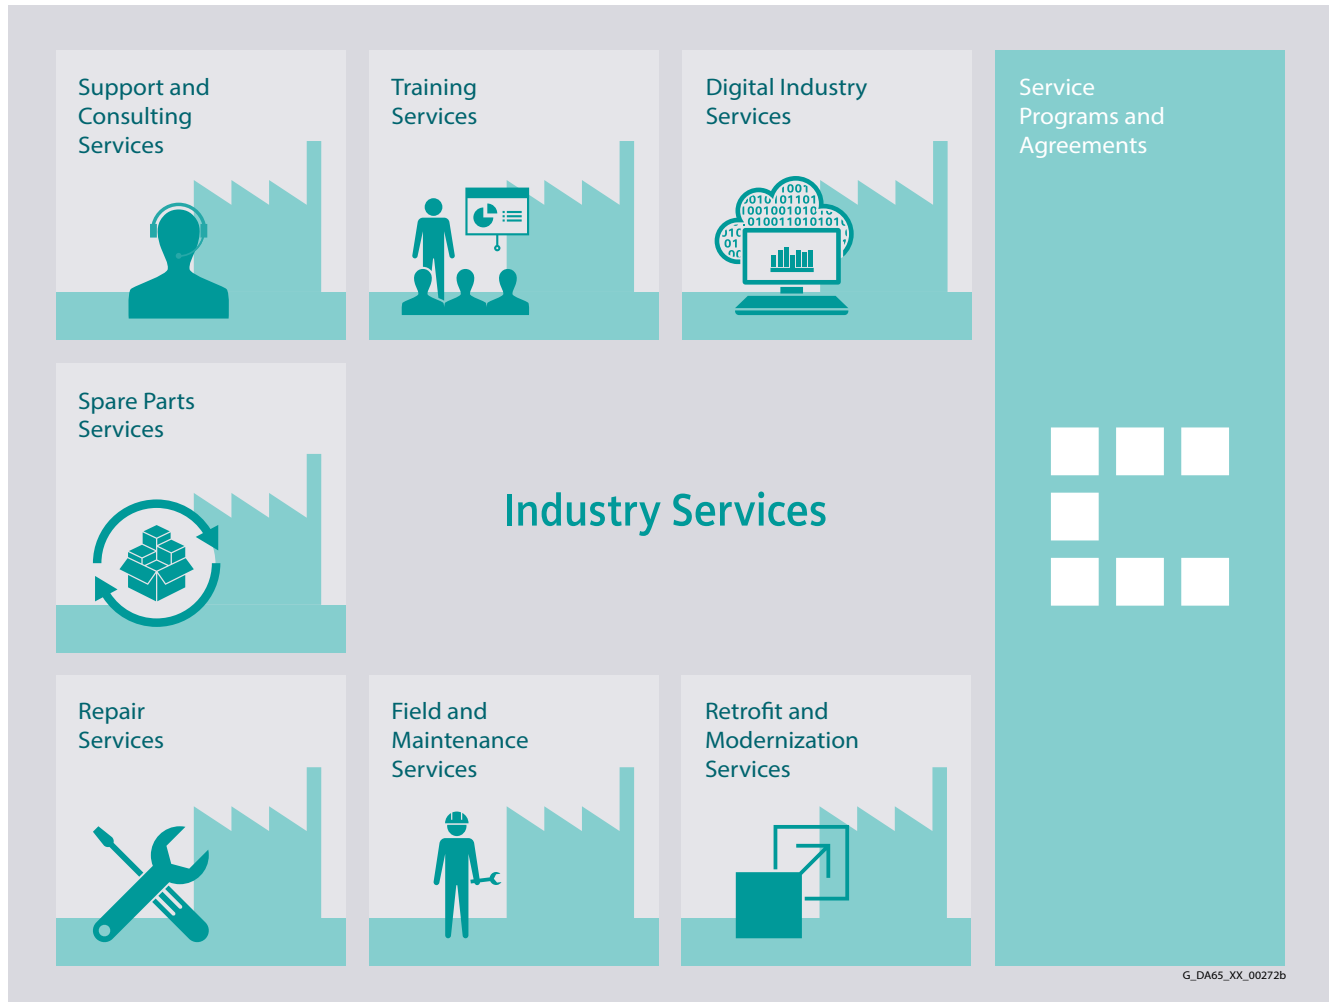 Support and
Consulting
Services
Training
Services
Digital Industry
Services
Service
Programs and
Agreements
Spare Parts
Services
Industry Services
Repair
Services
Field and
Maintenance
Services
Retrofit and
Modernization
Services
G_DA65_XX_00272b